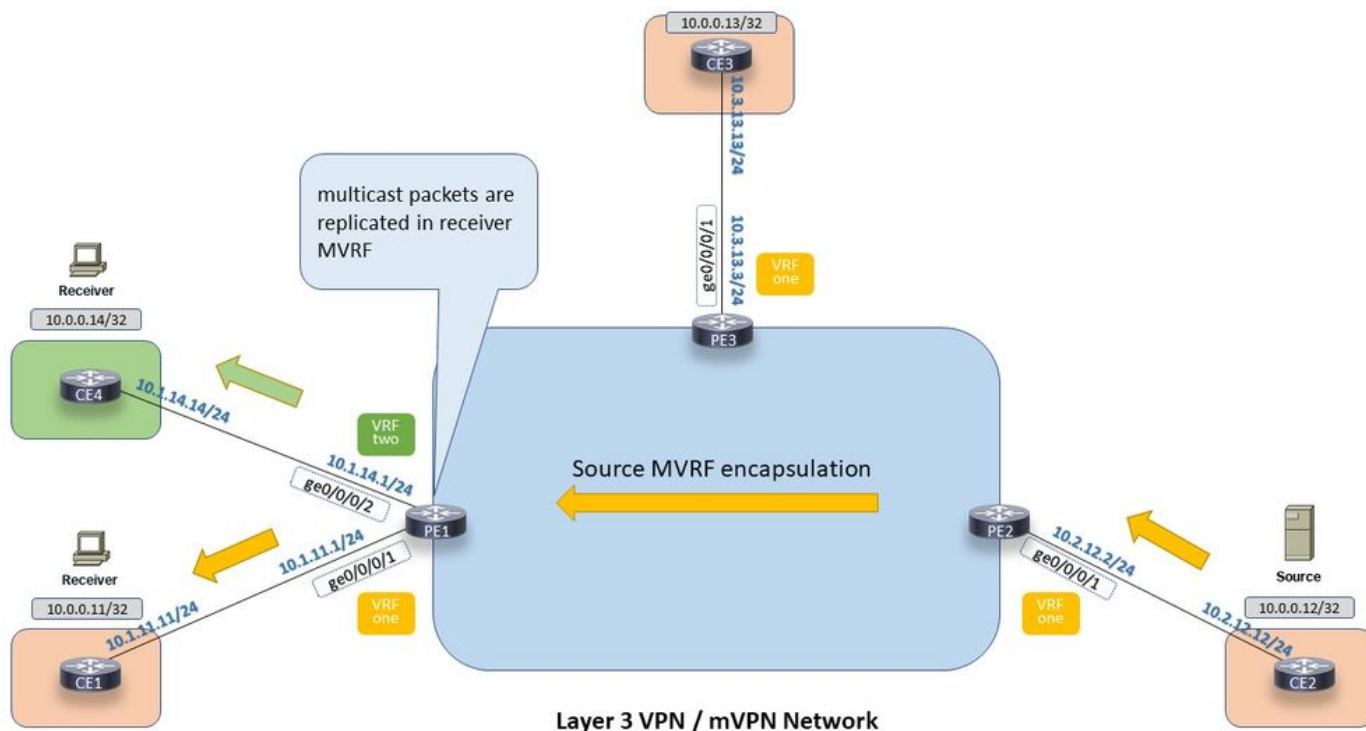 10.0.0.13/32
CE3
10.3.13.13/24
multicast packets are
replicated in receiver
MVRF
ge0/0/0/1
10.3.13.3/24
VRF
one
PE3
Receiver
10.0.0.14/32
CE4
10.1.14.14/24
VRF
two
10.1.14.1/24
ge0/0/0/2
Source MVRF encapsulation
PE1
PE2
Receiver
10.0.0.11/32
10.1.11.1/24
ge0/0/0/1
VRF
one
10.1.11.11/24
CE1
10.2.12.2/24
ge0/0/0/1
VRF
one
Source
10.0.0.12/32
10.2.12.12/24
CE2
Layer 3 VPN / mVPN Network